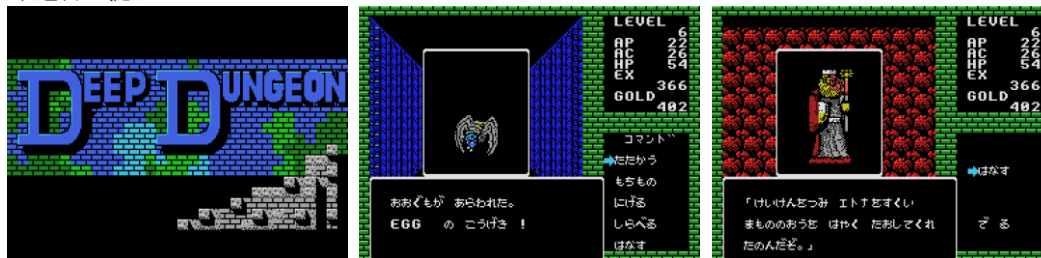 DEEP DUNGEON
LEVEL
6
AP 22
AC 26
HP 54
EX
366
GOLD
402
コマンド
たたかう
もちもの
にげる
しらべる
はなす
おおぐもが あらわれた。
EGG の こうげき !
LEVEL
6
AP 22
AC 26
HP 54
EX
366
GOLD
402
はなす
でる
「けいけんをつみ エトナをすくい
まもののおうを はやく たおしてくれ
たのんだぞ。」